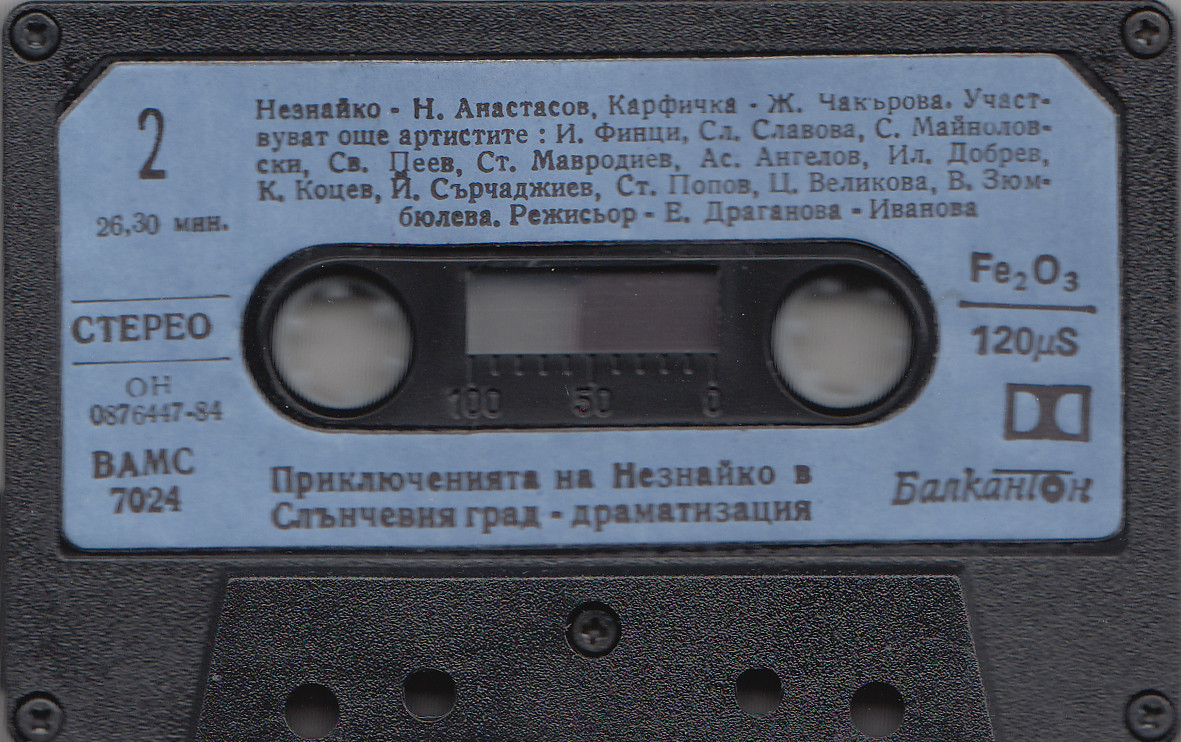 2
Незнайко - Н. Анастасов, Карфичка - Ж. Чакърова. Участ-
вуват още артистите : И. Финци, Сл. Славова, С. Майнолов-
ски, Св. Пеев, Ст. Мавродиев, Ас. Ангелов, Ил. Добрев,
К. Коцев, Й. Сърчаджиев, Ст. Попов, Ц. Великова, В. Зюм-
бюлева. Режисьор - Е. Драганова - Иванова
26,30 мин.
СТЕРЕО
ОН
0876447-84
ВАМС
7024
100 50 0
Fe₂O₃
120µS
Балкантон
Приключенията на Незнайко в
Слънчевия град - драматизация